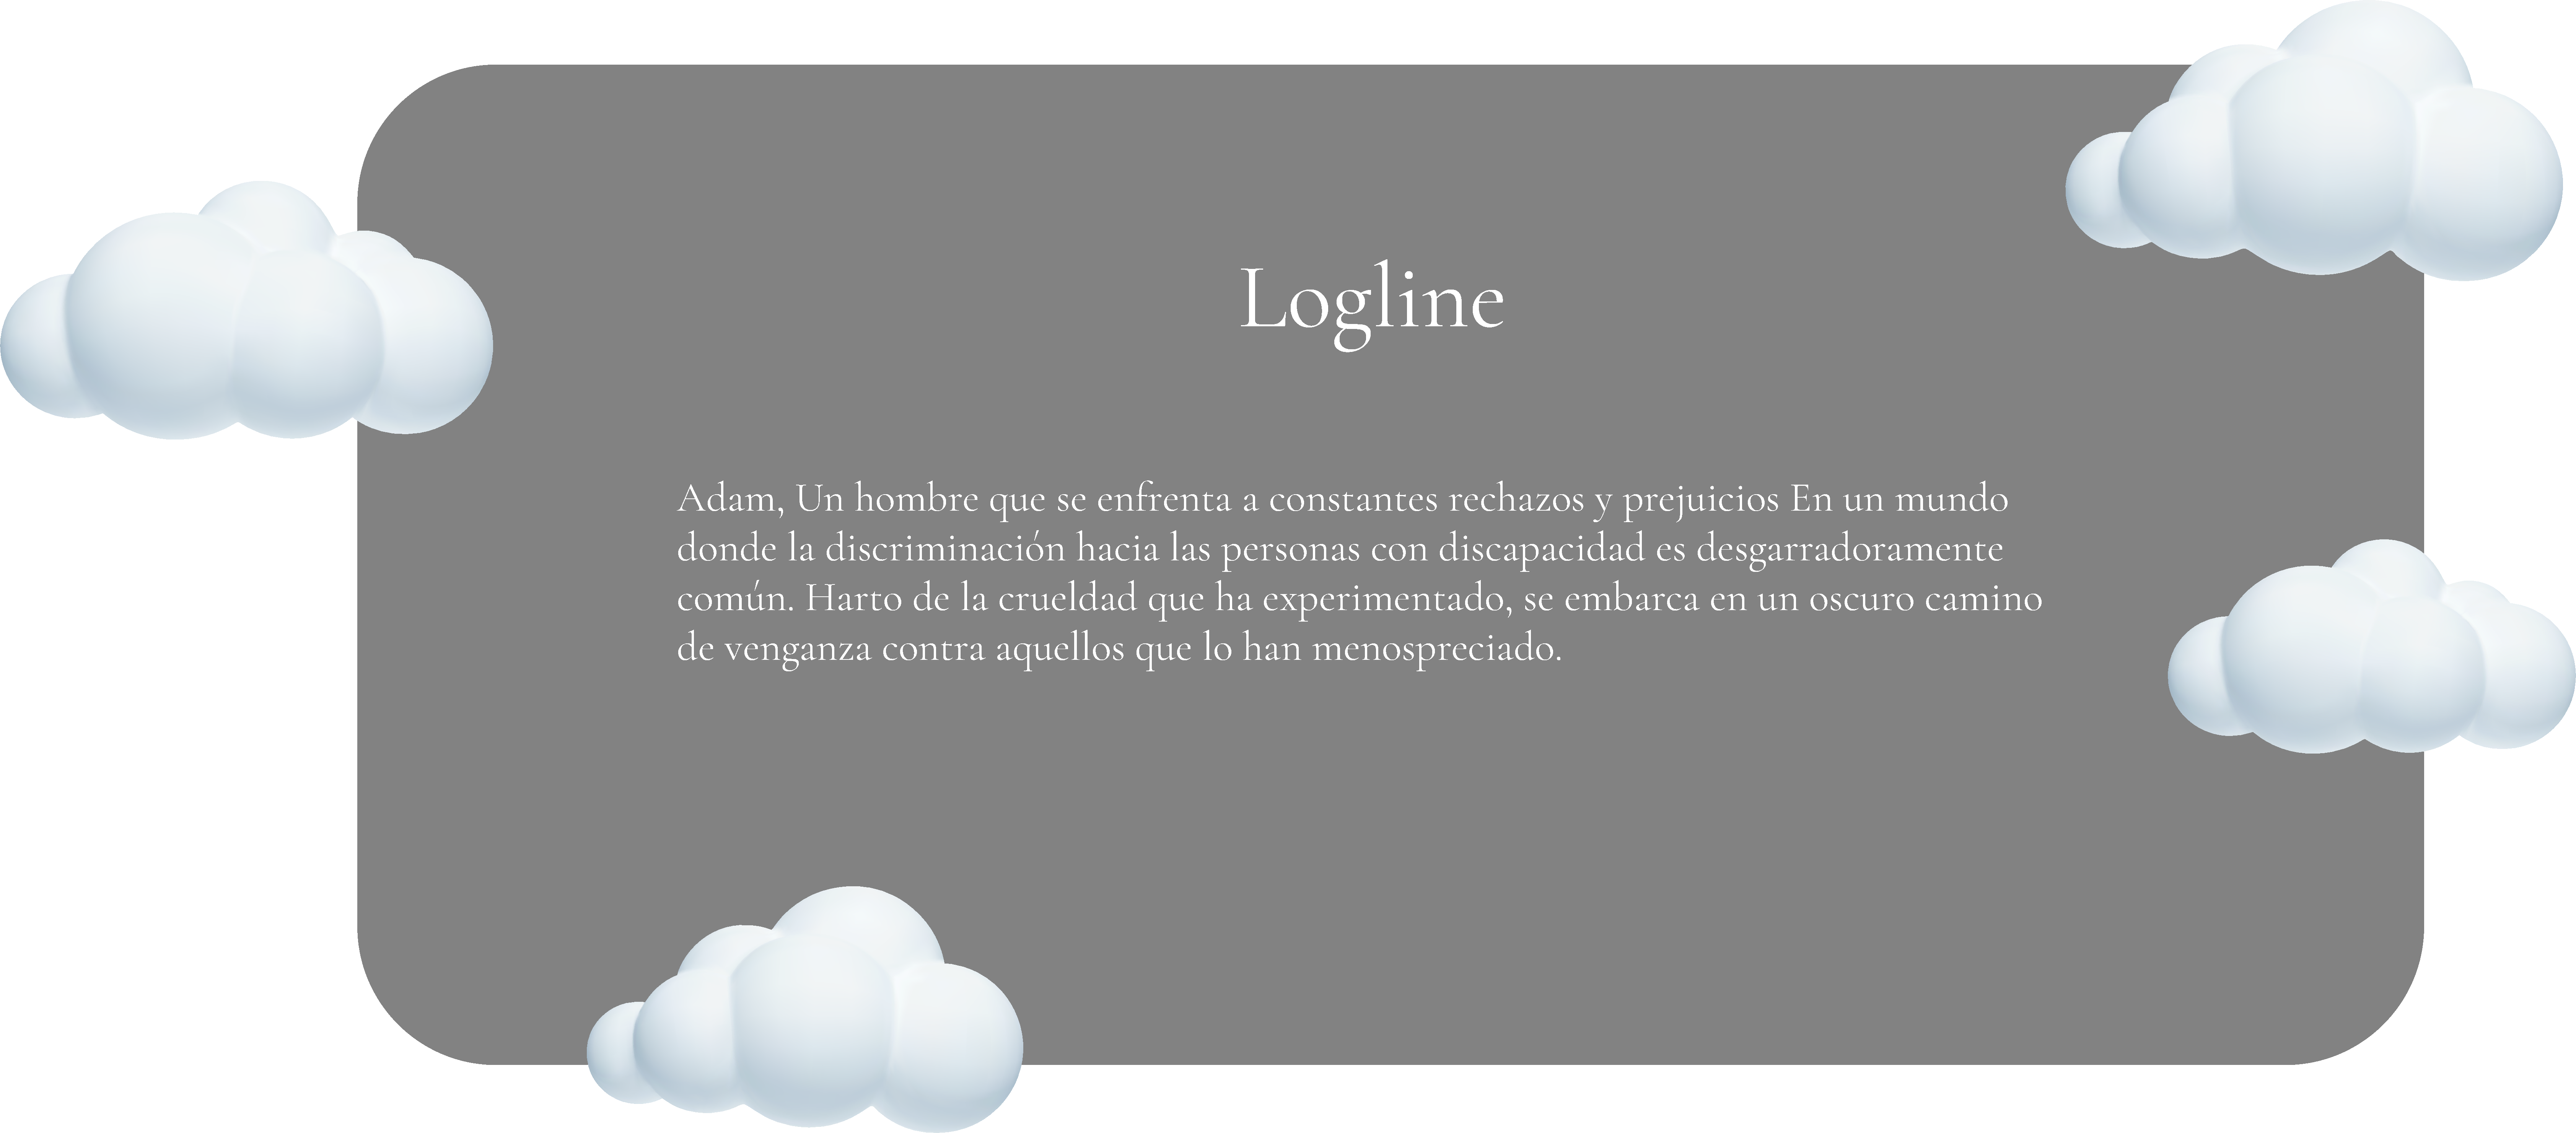 Logline
Adam, Un hombre que se enfrenta a constantes rechazos y prejuicios En un mundo
donde la discriminación hacia las personas con discapacidad es desgarradoramente
común. Harto de la crueldad que ha experimentado, se embarca en un oscuro camino
de venganza contra aquellos que lo han menospreciado.